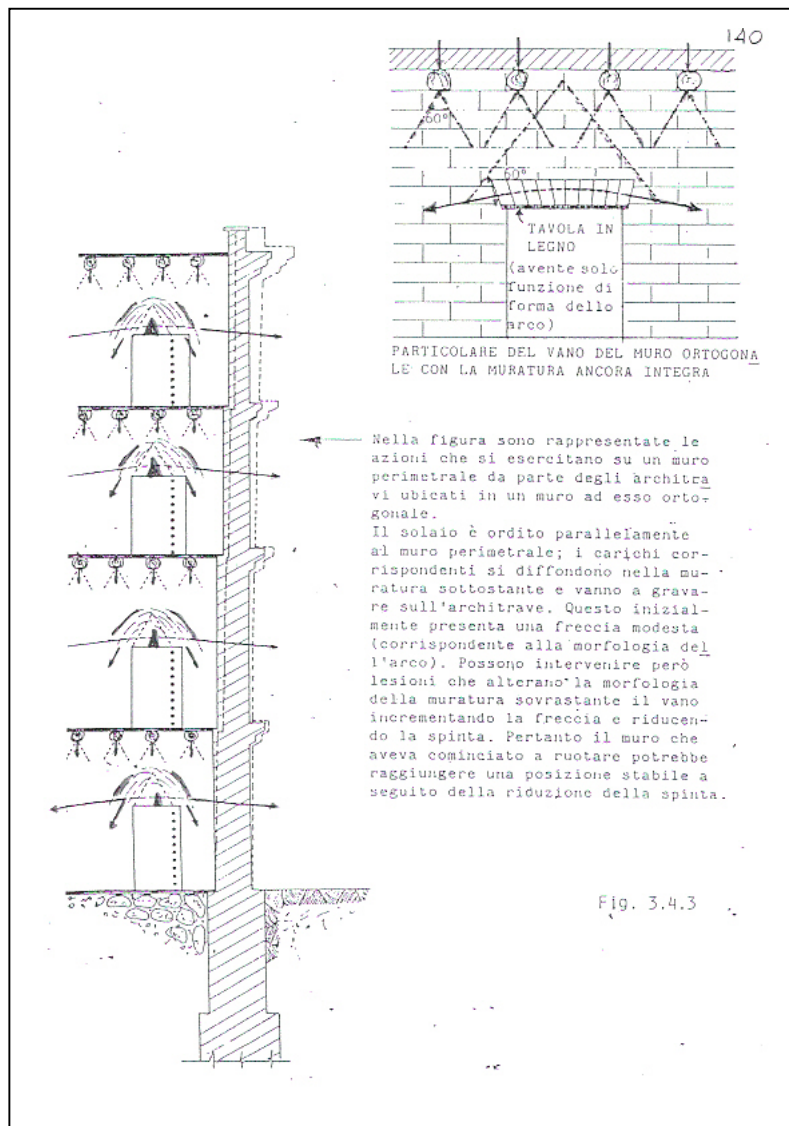 140
60°
60°
TAVOLA IN
LEGNO
(avente solo
funzione di
forma dello
arco)
PARTICOLARE DEL VANO DEL MURO ORTOGONA
LE CON LA MURATURA ANCORA INTEGRA
Nella figura sono rappresentate le
azioni che si esercitano su un muro
perimetrale da parte degli architra
vi ubicati in un muro ad esso orto-
gonale.
Il solaio è ordito parallelamente
al muro perimetrale; i carichi cor-
rispondenti si diffondono nella mu-
ratura sottostante e vanno a grava-
re sull'architrave. Questo inizial-
mente presenta una freccia modesta
(corrispondente alla morfologia del
l'arco). Possono intervenire però
lesioni che alterano la morfologia
della muratura sovrastante il vano
incrementando la freccia e riducen-
do la spinta. Pertanto il muro che
aveva cominciato a ruotare potrebbe
raggiungere una posizione stabile a
seguito della riduzione della spinta.
Fig. 3.4.3